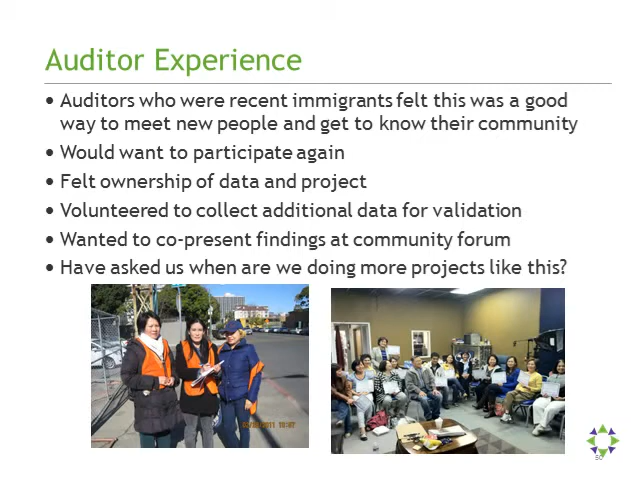 Auditor Experience
• Auditors who were recent immigrants felt this was a good
way to meet new people and get to know their community
• Would want to participate again
• Felt ownership of data and project
• Volunteered to collect additional data for validation
• Wanted to co-present findings at community forum
• Have asked us when are we doing more projects like this?